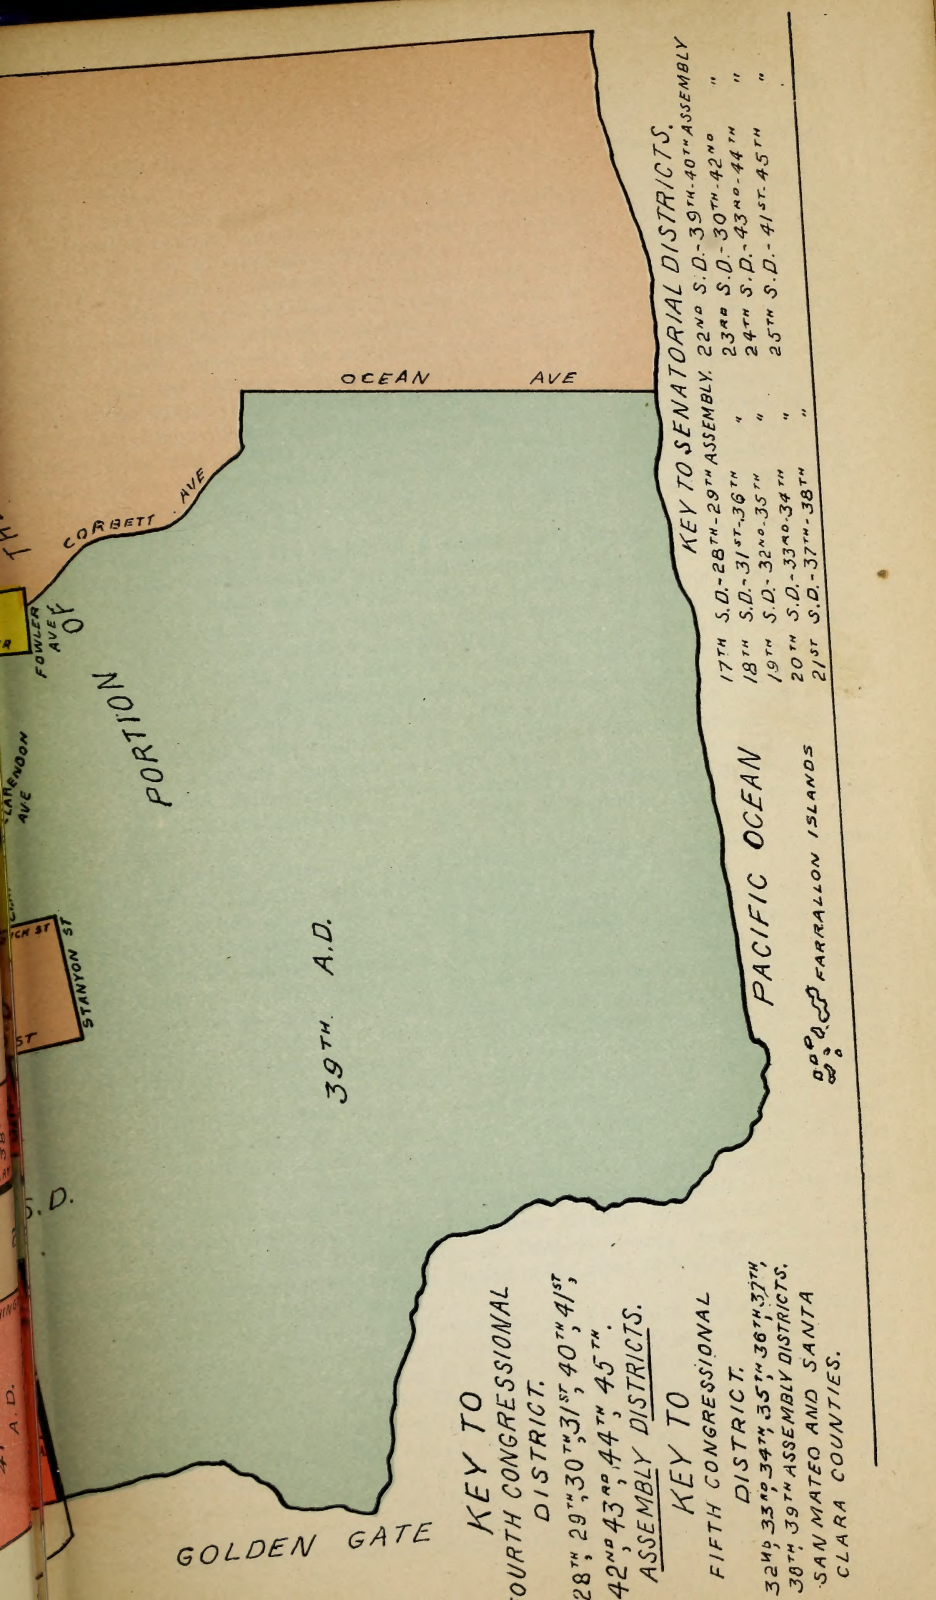 KEY TO
FOURTH CONGRESSIONAL
DISTRICT.
28TH, 29TH, 30TH, 31ST, 40TH, 41ST,
42ND, 43RD, 44TH, 45TH.
ASSEMBLY DISTRICTS.
KEY TO
FIFTH CONGRESSIONAL
DISTRICT.
32ND, 33RD, 34TH, 35TH, 36TH, 37TH,
38TH, 39TH ASSEMBLY DISTRICTS.
SAN MATEO AND SANTA
CLARA COUNTIES.
GOLDEN GATE
39TH A.D.
PORTION
OF
S.D.
A.D.
STANYON ST
ST
CLARENDON
AVE
FOWLER
AVE
CORBETT AVE
OCEAN AVE
PACIFIC OCEAN
FARRALLON ISLANDS
KEY TO SENATORIAL DISTRICTS.
17TH S.D.-28TH-29TH ASSEMBLY. 22ND S.D.-39TH-40TH ASSEMBLY
18TH S.D.-31ST-36TH " 23RD S.D.-30TH-42ND "
19TH S.D.-32ND-35TH " 24TH S.D.-43RD-44TH "
20TH S.D.-33RD-34TH " 25TH S.D.-41ST-45TH "
21ST S.D.-37TH-38TH "